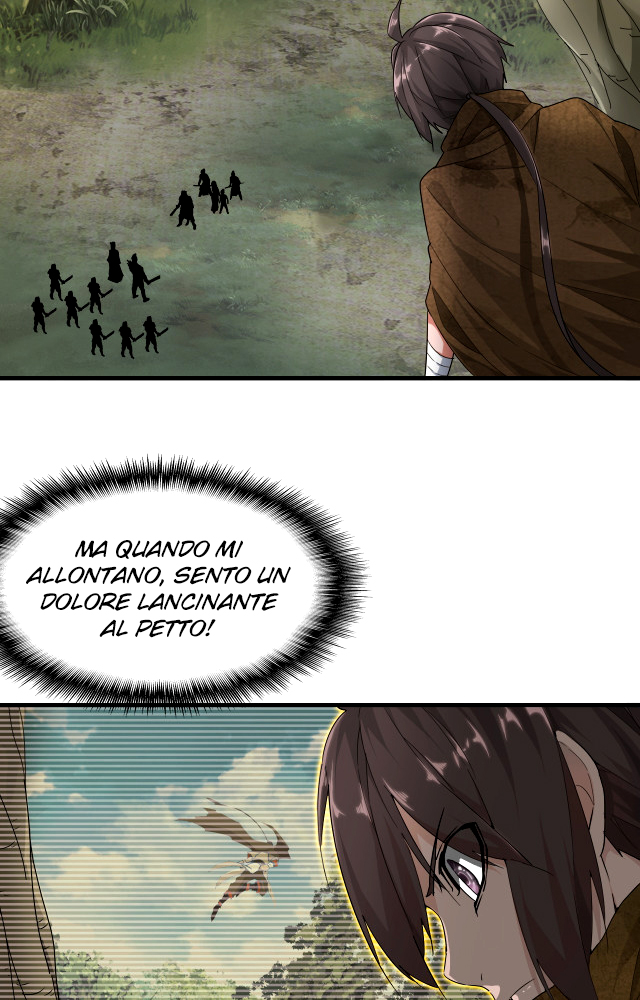 MA QUANDO MI
ALLONTANO, SENTO UN
DOLORE LANCINANTE
AL PETTO!